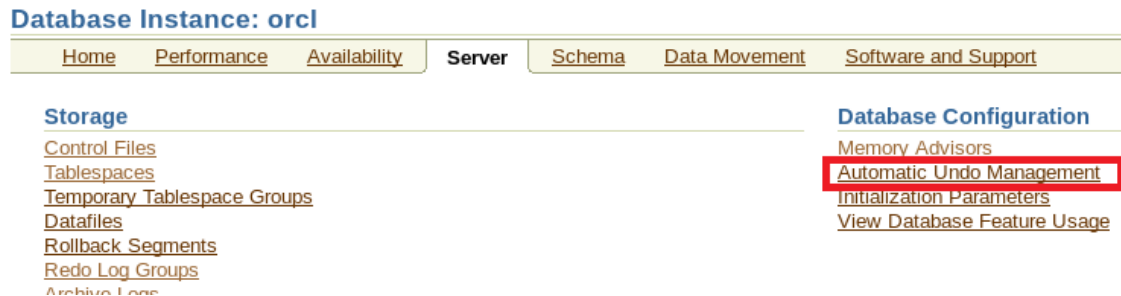 Database Instance: orcl
Home Performance Availability Server Schema Data Movement Software and Support
Storage
Control Files
Tablespaces
Temporary Tablespace Groups
Datafiles
Rollback Segments
Redo Log Groups
Archive Logs
Database Configuration
Memory Advisors
Automatic Undo Management
Initialization Parameters
View Database Feature Usage